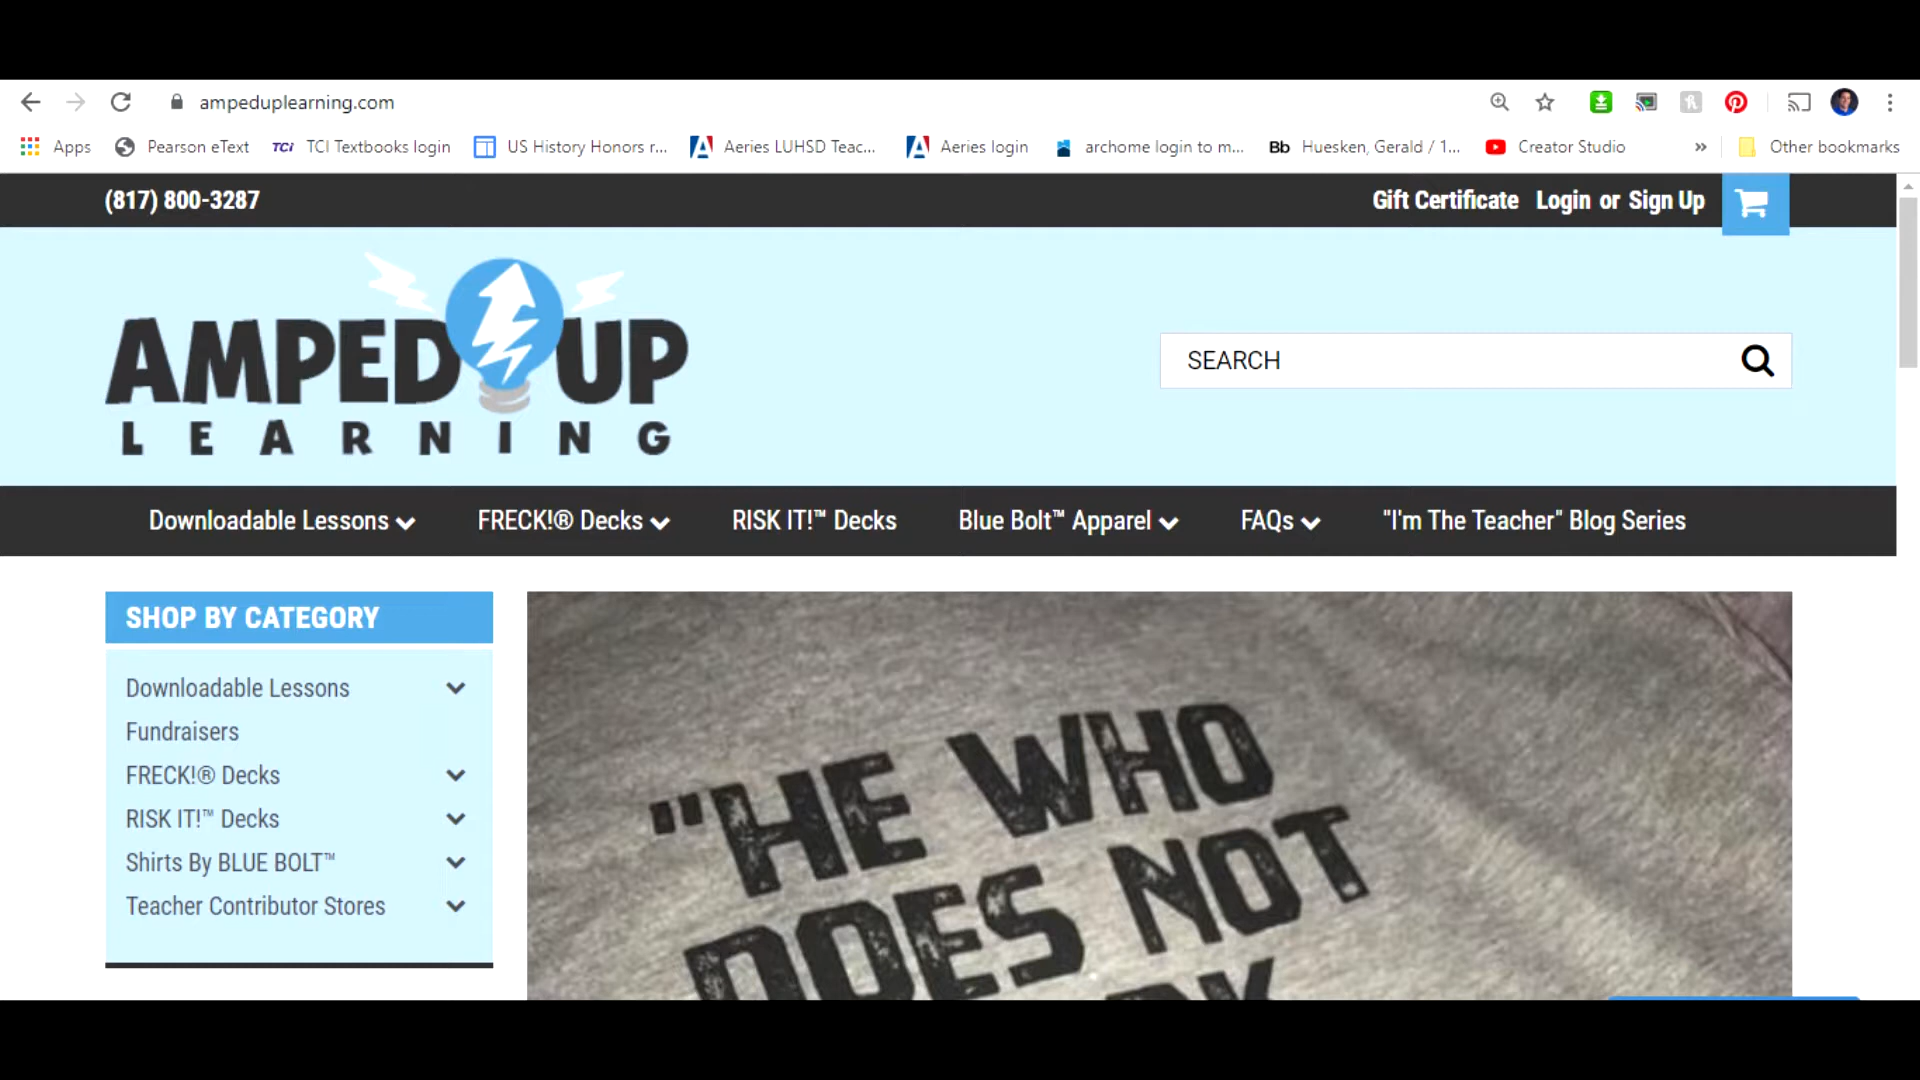 ampeduplearning.com
Apps Pearson eText TCi TCI Textbooks login US History Honors r... Aeries LUHSD Teac... Aeries login archome login to m... Bb Huesken, Gerald / 1... Creator Studio » Other bookmarks
(817) 800-3287 Gift Certificate Login or Sign Up
AMPED UP
LEARNING
SEARCH
Downloadable Lessons FRECK!® Decks RISK IT!™ Decks Blue Bolt™ Apparel FAQs "I'm The Teacher" Blog Series
SHOP BY CATEGORY
Downloadable Lessons
Fundraisers
FRECK!® Decks
RISK IT!™ Decks
Shirts By BLUE BOLT™
Teacher Contributor Stores
"HE WHO
DOES NOT